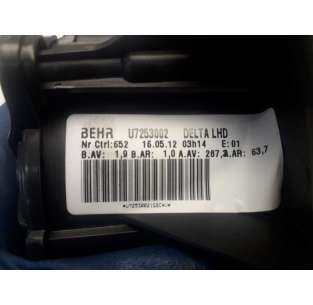 BEHR U7253002 DELTA LHD
Nr Ctrl:652 16.05.12 03h14 E:01
B.AV: 1,9 B.AR: 1,0 A.AV: 287,2 A.AR: 63,7